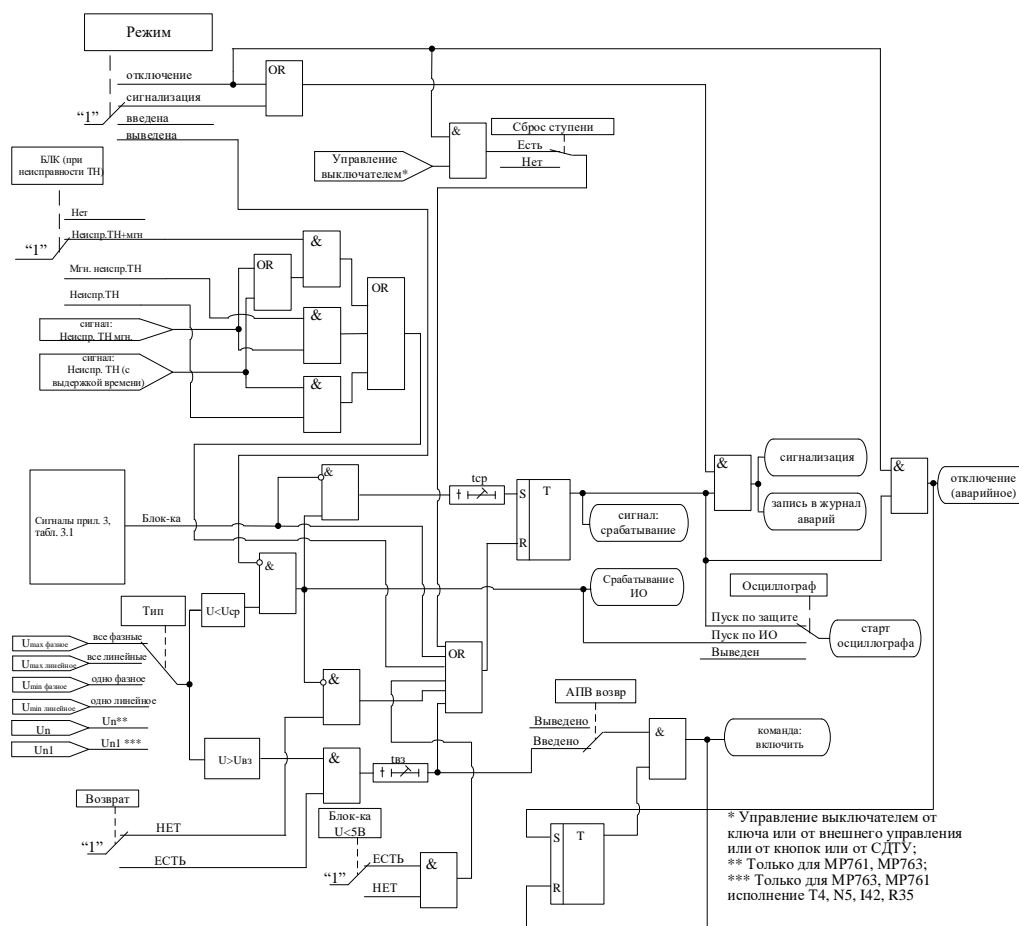 Режим
отключение
сигнализация
"1"
введена
выведена
OR
&
Сброс ступени
Есть
Нет
Управление
выключателем*
БЛК (при
неисправности ТН)
Нет
"1"
Неиспр.ТН+мгн
Мгн. неиспр.ТН
Неиспр.ТН
сигнал:
Неиспр. ТН мгн.
сигнал:
Неиспр. ТН (с
выдержкой времени)
&
OR
&
&
OR
Сигналы прил. 3,
табл. 3.1
Блок-ка
&
tср
S
T
R
сигнал:
срабатывание
&
сигнализация
запись в журнал
аварий
&
отключение
(аварийное)
&
U<Uср
Срабатывание
ИО
Осциллограф
Пуск по защите
Пуск по ИО
Выведен
старт
осциллографа
Тип
Umax фазное
все фазные
Umax линейное
все линейные
Umin фазное
одно фазное
Umin линейное
одно линейное
Un
Un**
Un1
Un1 ***
OR
&
U>Uвз
&
tвз
АПВ возвр
Выведено
Введено
&
команда:
включить
Возврат
"1"
НЕТ
ЕСТЬ
Блок-ка
U<5В
"1"
ЕСТЬ
НЕТ
&
S
T
R
* Управление выключателем от
ключа или от внешнего управления
или от кнопок или от СДТУ;
** Только для МР761, МР763;
*** Только для МР763, МР761
исполнение Т4, N5, I42, R35